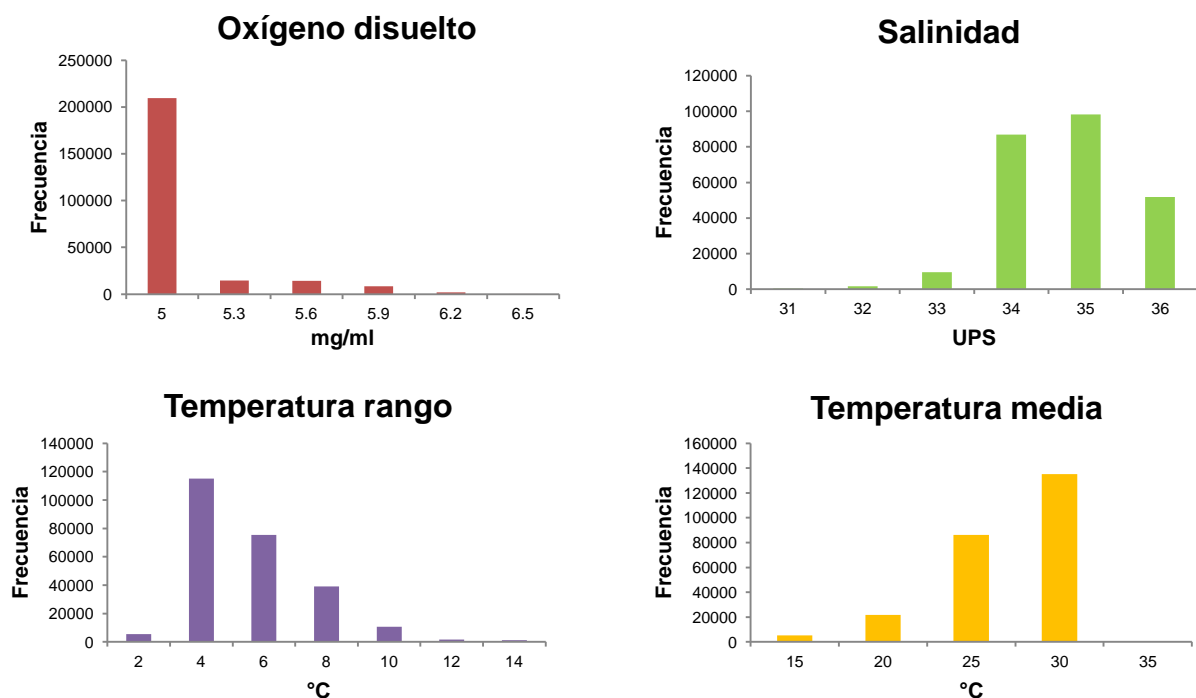 Oxígeno disuelto
250000
200000
150000
100000
50000
0
Frecuencia
5 5.3 5.6 5.9 6.2 6.5
mg/ml
Salinidad
120000
100000
80000
60000
40000
20000
0
Frecuencia
31 32 33 34 35 36
UPS
Temperatura rango
140000
120000
100000
80000
60000
40000
20000
0
Frecuencia
2 4 6 8 10 12 14
°C
Temperatura media
160000
140000
120000
100000
80000
60000
40000
20000
0
Frecuencia
15 20 25 30 35
°C